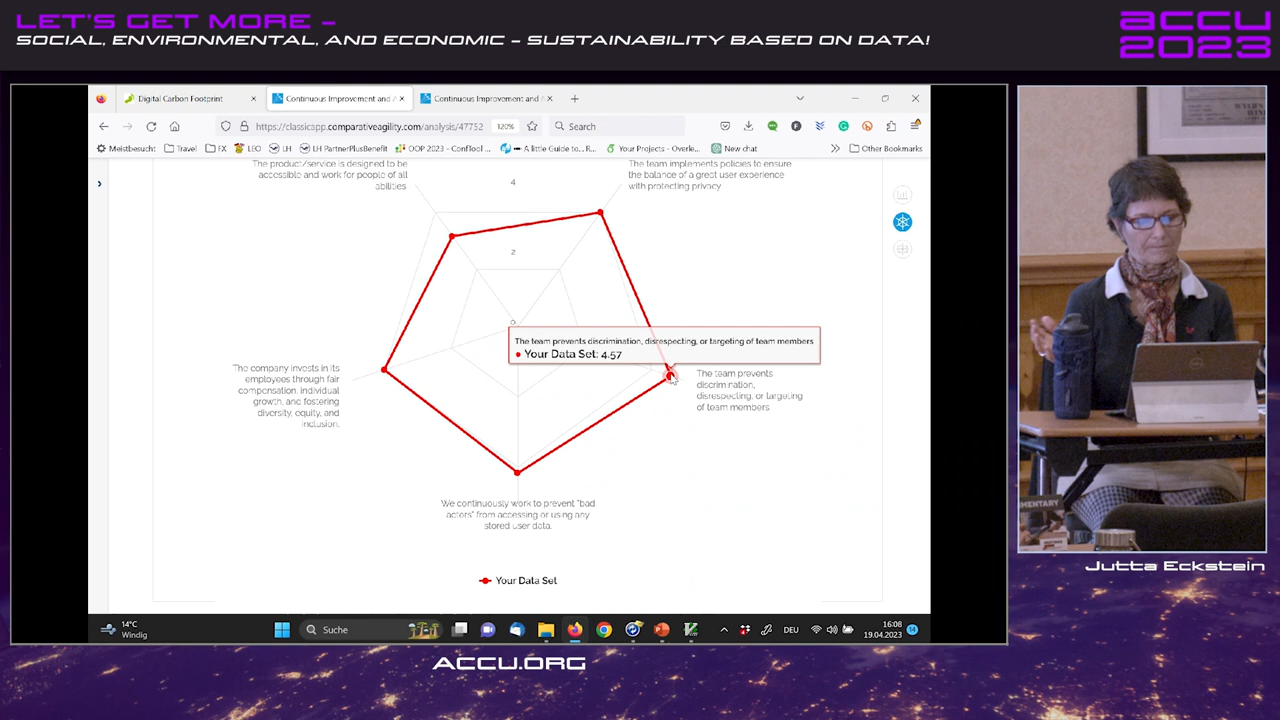 LET'S GET MORE –
SOCIAL, ENVIRONMENTAL, AND ECONOMIC – SUSTAINABILITY BASED ON DATA!
ACCU
2023
Digital Carbon Footprint
Continuous Improvement and A
Continuous Improvement and A
https://classicapp.comparativeagility.com/analysis/47752
120%
Search
Meistbesucht
Travel
FX
LEO
LH
LH PartnerPlusBenefit
OOP 2023 – ConfTool ...
A little Guide to... R...
Your Projects - Overle...
New chat
Other Bookmarks
The product/service is designed to be
accessible and work for people of all
abilities.
4
The team implements policies to ensure
the balance of a great user experience
with protecting privacy
2
0
The team prevents discrimination, disrespecting, or targeting of team members
Your Data Set: 4.57
The company invests in its
employees through fair
compensation, individual
growth, and fostering
diversity, equity, and
inclusion.
The team prevents
discrimination,
disrespecting, or targeting
of team members
We continuously work to prevent "bad
actors" from accessing or using any
stored user data.
Your Data Set
14°C
Windig
Suche
DEU
16:08
19.04.2023
Jutta Eckstein
ACCU.ORG